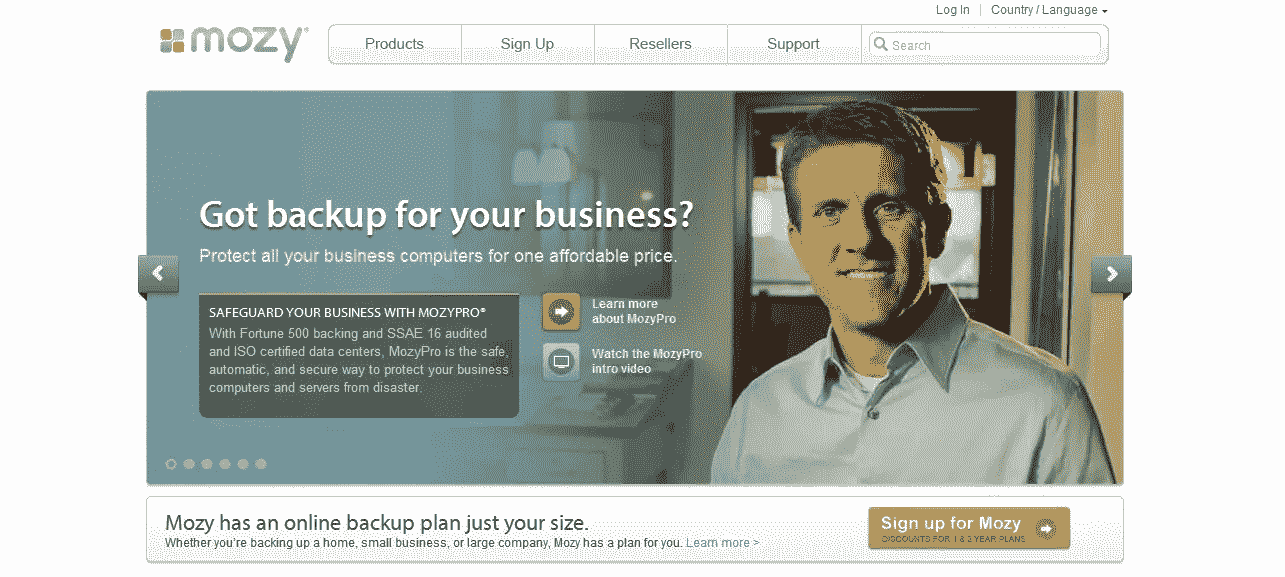 Log In | Country / Language
mozy®
Products
Sign Up
Resellers
Support
Search
Got backup for your business?
Protect all your business computers for one affordable price.
SAFEGUARD YOUR BUSINESS WITH MOZYPRO®
With Fortune 500 backing and SSAE 16 audited
and ISO certified data centers, MozyPro is the safe,
automatic, and secure way to protect your business
computers and servers from disaster.
Learn more
about MozyPro
Watch the MozyPro
intro video
Mozy has an online backup plan just your size.
Whether you're backing up a home, small business, or large company, Mozy has a plan for you. Learn more >
Sign up for Mozy
DISCOUNTS FOR 1 & 2 YEAR PLANS